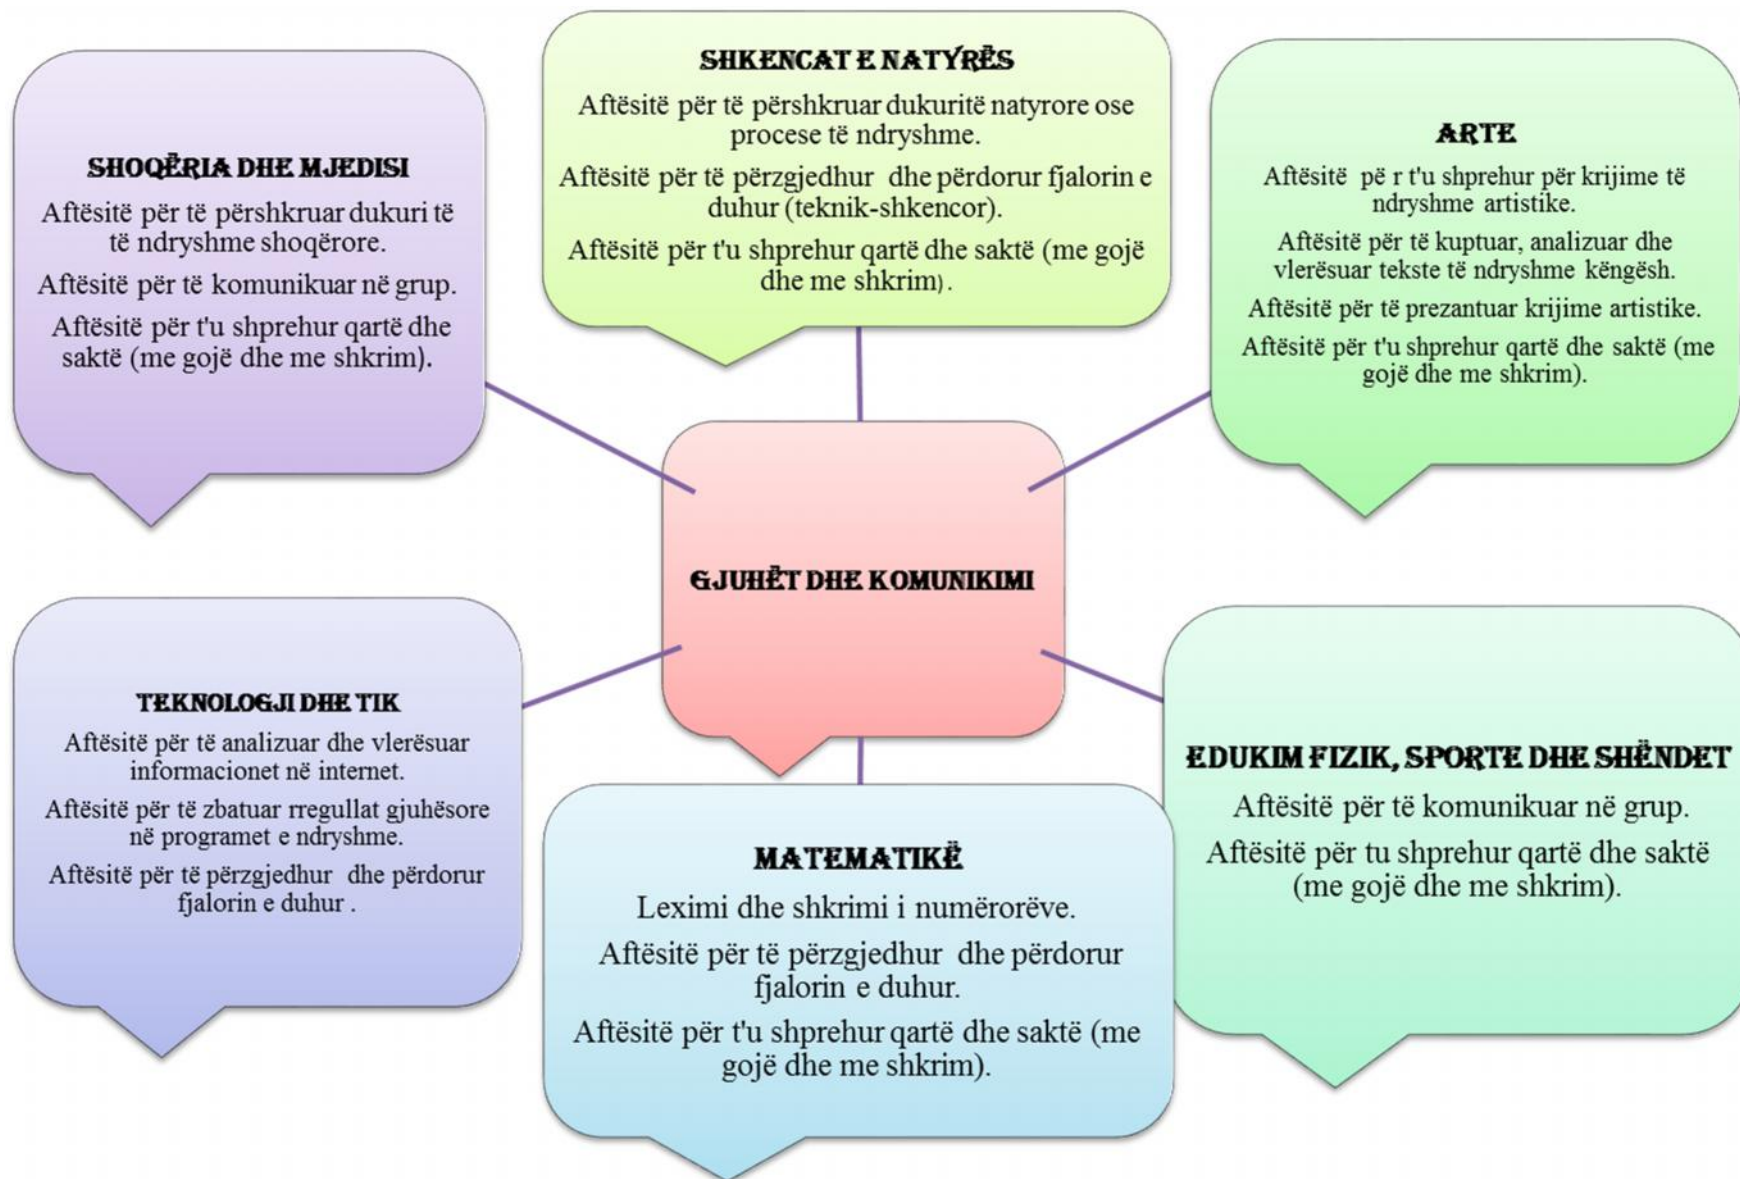 SHOQËRIA DHE MJEDISI
Aftësitë për të përshkruar dukuri të
të ndryshme shoqërore.
Aftësitë për të komunikuar në grup.
Aftësitë për t'u shprehur qartë dhe
saktë (me gojë dhe me shkrim).
SHKENCAT E NATYRËS
Aftësitë për të përshkruar dukuritë natyrore ose
procese të ndryshme.
Aftësitë për të përzgjedhur dhe përdorur fjalorin e
duhur (teknik-shkencor).
Aftësitë për t'u shprehur qartë dhe saktë (me gojë
dhe me shkrim).
ARTE
Aftësitë pë r t'u shprehur për krijime të
ndryshme artistike.
Aftësitë për të kuptuar, analizuar dhe
vlerësuar tekste të ndryshme këngësh.
Aftësitë për të prezantuar krijime artistike.
Aftësitë për t'u shprehur qartë dhe saktë (me
gojë dhe me shkrim).
GJUHËT DHE KOMUNIKIMI
TEKNOLOGJI DHE TIK
Aftësitë për të analizuar dhe vlerësuar
informacionet në internet.
Aftësitë për të zbatuar rregullat gjuhësore
në programet e ndryshme.
Aftësitë për të përzgjedhur dhe përdorur
fjalorin e duhur .
MATEMATIKË
Leximi dhe shkrimi i numërorëve.
Aftësitë për të përzgjedhur dhe përdorur
fjalorin e duhur.
Aftësitë për t'u shprehur qartë dhe saktë (me
gojë dhe me shkrim).
EDUKIM FIZIK, SPORTE DHE SHËNDET
Aftësitë për të komunikuar në grup.
Aftësitë për tu shprehur qartë dhe saktë
(me gojë dhe me shkrim).